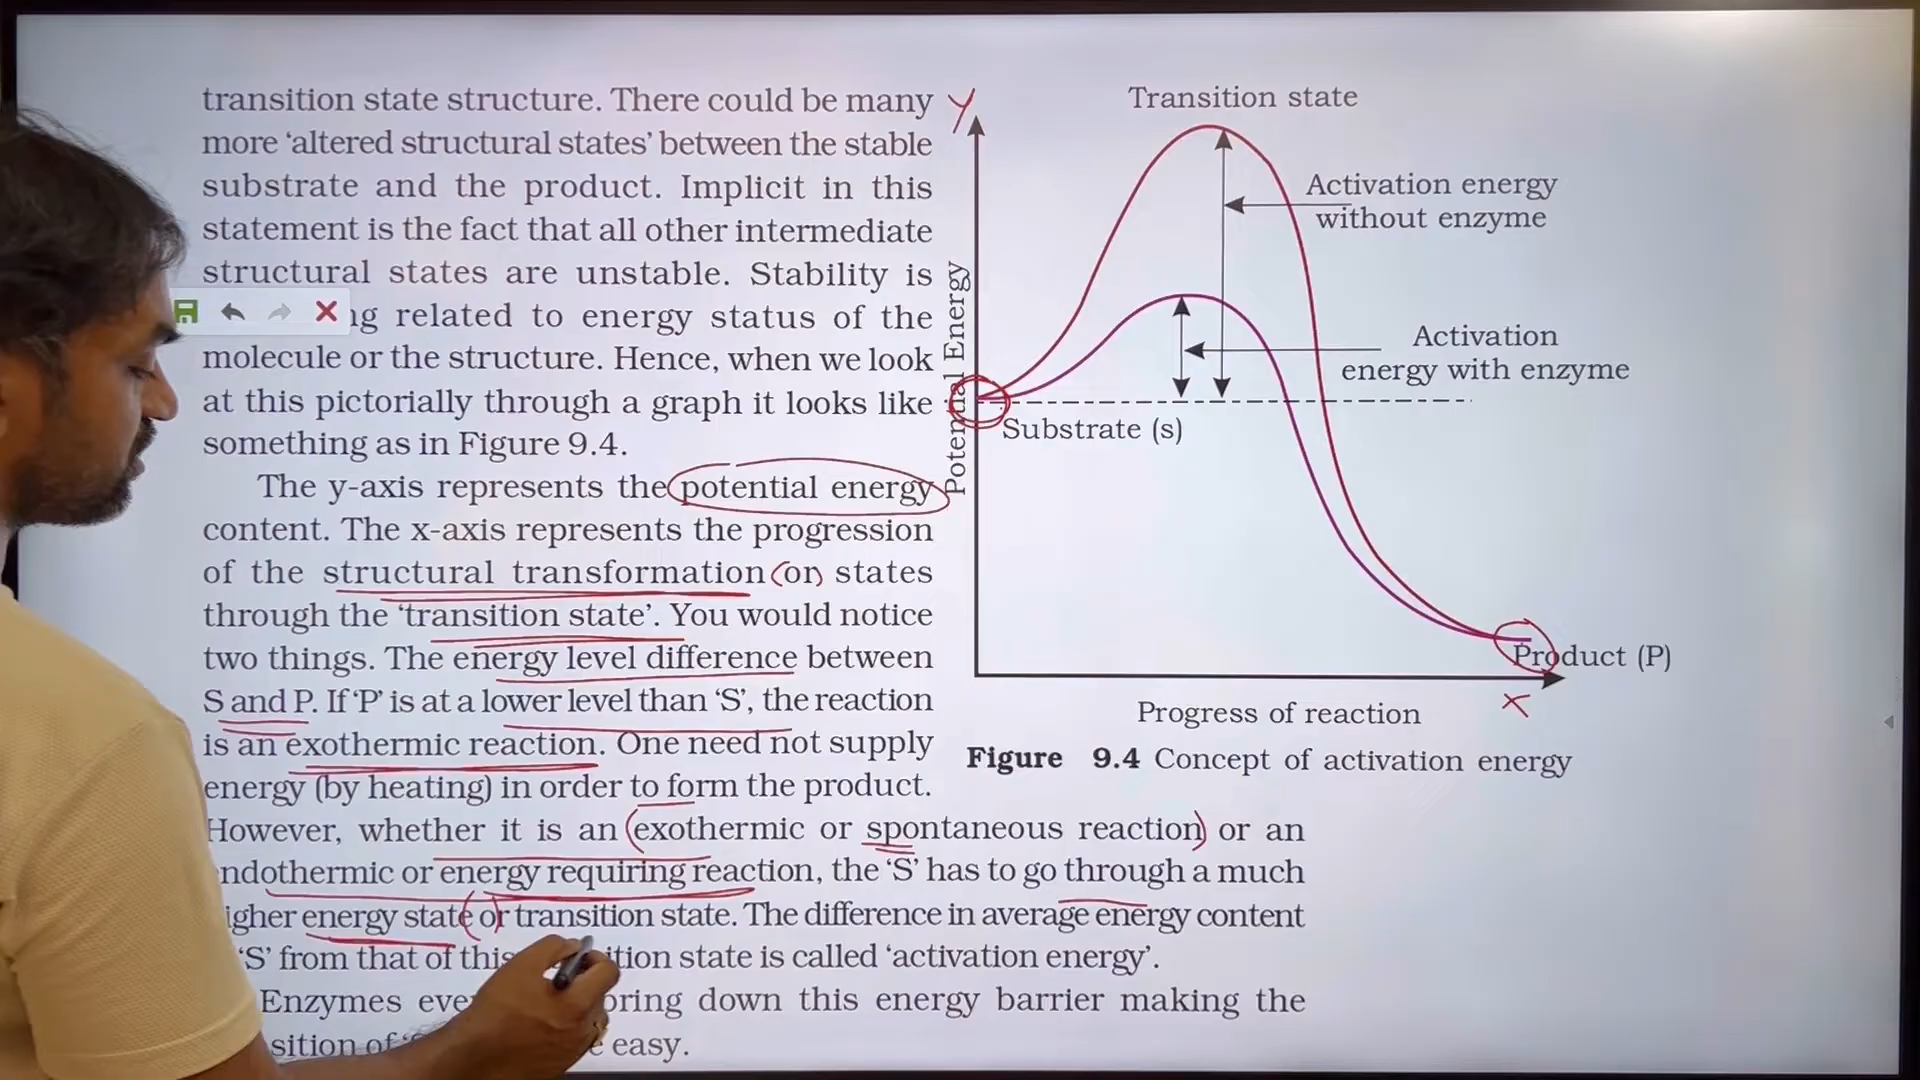 transition state structure. There could be many
more ‘altered structural states’ between the stable
substrate and the product. Implicit in this
statement is the fact that all other intermediate
structural states are unstable. Stability is
related to energy status of the
molecule or the structure. Hence, when we look
at this pictorially through a graph it looks like
something as in Figure 9.4.
The y-axis represents the potential energy
content. The x-axis represents the progression
of the structural transformation or states
through the ‘transition state’. You would notice
two things. The energy level difference between
S and P. If ‘P’ is at a lower level than ‘S’, the reaction
is an exothermic reaction. One need not supply
energy (by heating) in order to form the product.
However, whether it is an exothermic or spontaneous reaction or an
or energy requiring reaction, the ‘S’ has to go through a much
energy state or transition state. The difference in average energy content
‘S’ from that of this state is called ‘activation energy’.
Enzymes bring down this energy barrier making the
easy.
Y
Transition state
Activation energy
without enzyme
Activation
energy with enzyme
Potential Energy
Substrate (s)
Product (P)
X
Progress of reaction
Figure 9.4 Concept of activation energy